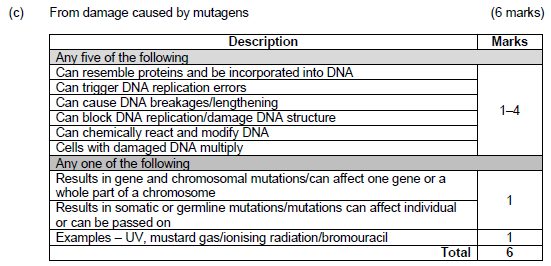 (c) From damage caused by mutagens (6 marks)
Description Marks
Any five of the following
Can resemble proteins and be incorporated into DNA
Can trigger DNA replication errors
Can cause DNA breakages/lengthening
Can block DNA replication/damage DNA structure
Can chemically react and modify DNA
Cells with damaged DNA multiply
1–4
Any one of the following
Results in gene and chromosomal mutations/can affect one gene or a
whole part of a chromosome
Results in somatic or germline mutations/mutations can affect individual
or can be passed on
1
Examples – UV, mustard gas/ionising radiation/bromouracil 1
Total 6